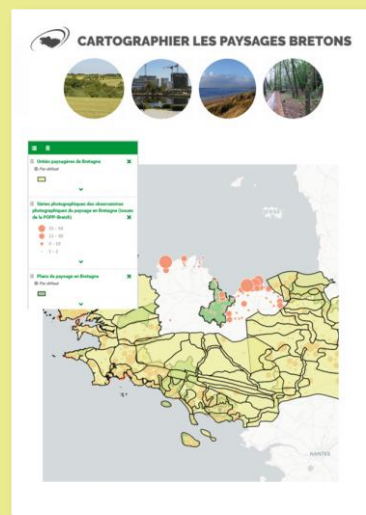 CARTOGRAPHIER LES PAYSAGES BRETONS
Unités paysagères de Bretagne
Par défaut
Séries photographiques des observatoires
photographiques du paysage en Bretagne (issues
de la POPP-Breizh)
Plans de paysage en Bretagne
Par défaut
NANTES